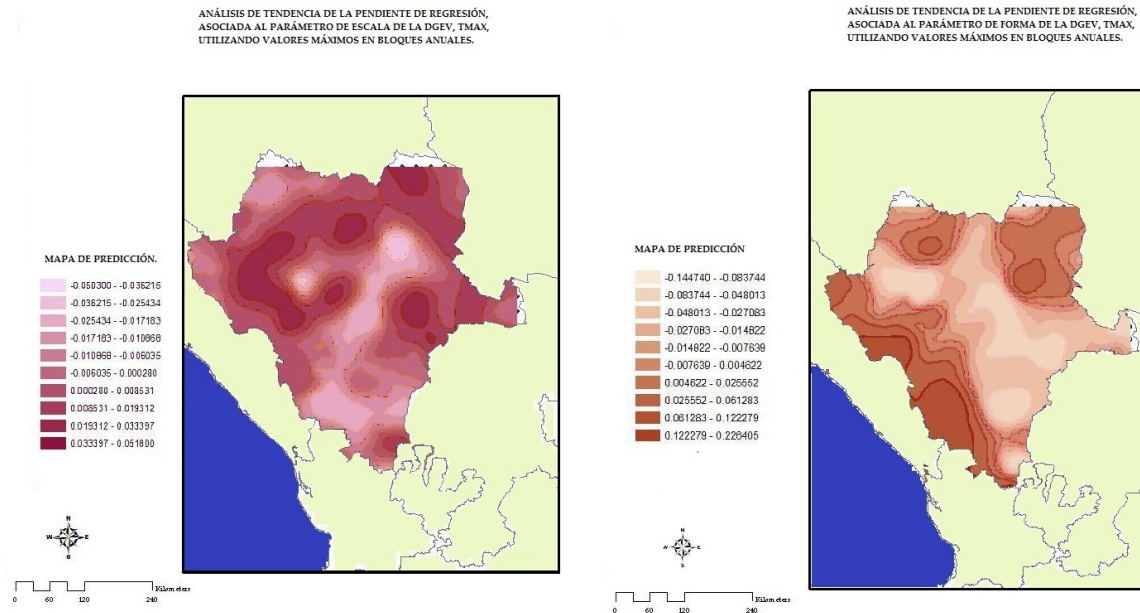 ANÁLISIS DE TENDENCIA DE LA PENDIENTE DE REGRESIÓN,
ASOCIADA AL PARÁMETRO DE ESCALA DE LA DGEV, TMAX,
UTILIZANDO VALORES MÁXIMOS EN BLOQUES ANUALES.
MAPA DE PREDICCIÓN.
-0.050300 - -0.036215
-0.036215 - -0.025434
-0.025434 - -0.017183
-0.017183 - -0.010868
-0.010868 - -0.006035
-0.006035 - 0.000280
0.000280 - 0.008531
0.008531 - 0.019312
0.019312 - 0.033397
0.033397 - 0.051800
N
W E
Kilometers
0 60 120 240
ANÁLISIS DE TENDENCIA DE LA PENDIENTE DE REGRESIÓN,
ASOCIADA AL PARÁMETRO DE FORMA DE LA DGEV, TMAX,
UTILIZANDO VALORES MÁXIMOS EN BLOQUES ANUALES.
MAPA DE PREDICCIÓN
-0.144740 - -0.083744
-0.083744 - -0.048013
-0.048013 - -0.027083
-0.027083 - -0.014822
-0.014822 - -0.007639
-0.007639 - 0.004622
0.004622 - 0.025552
0.025552 - 0.061283
0.061283 - 0.122279
0.122279 - 0.226405
N
E
S
Kilometers
0 60 120 240